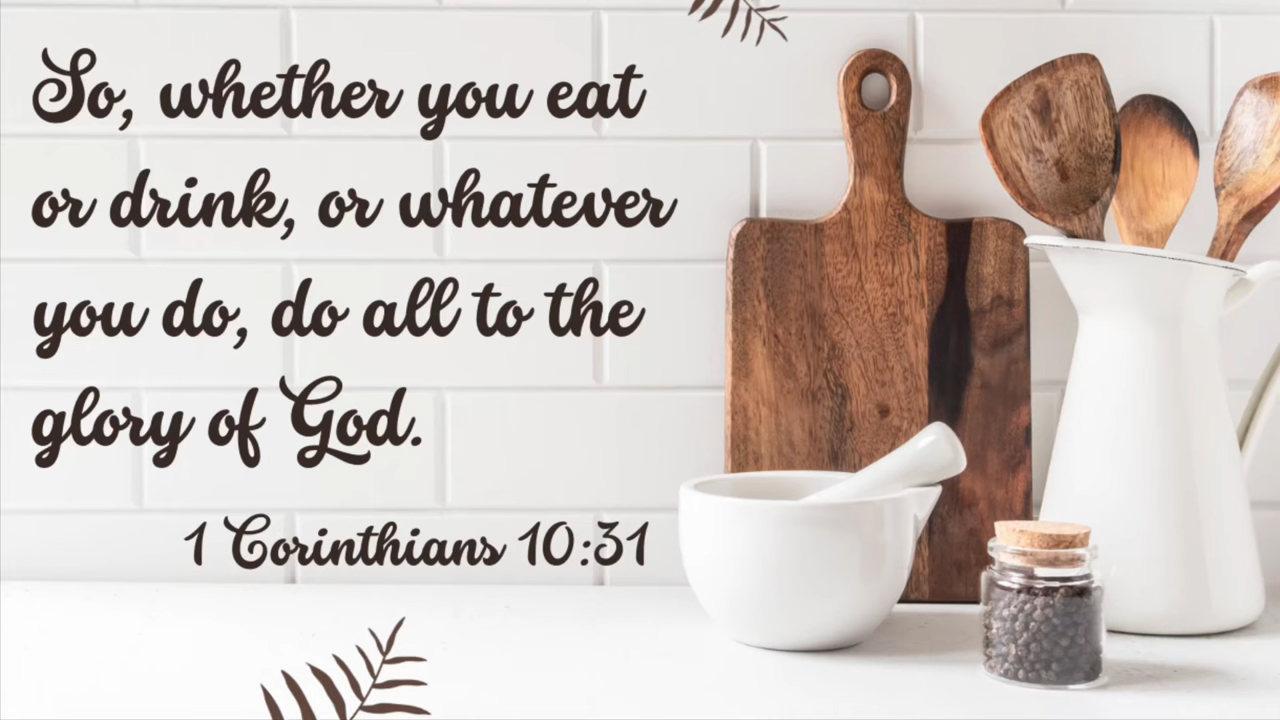 So, whether you eat
or drink, or whatever
you do, do all to the
glory of God.
1 Corinthians 10:31